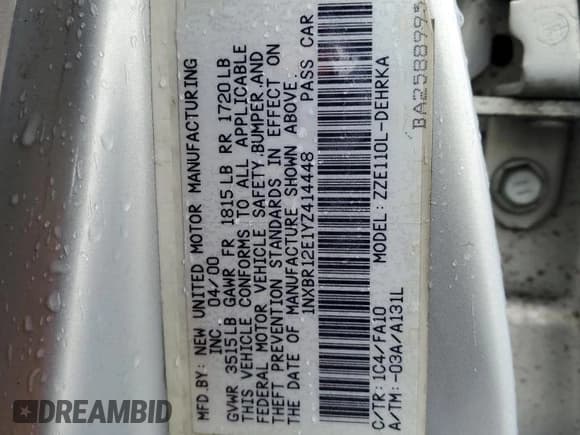 MFD.BY: NEW UNITED MOTOR MANUFACTURING
INC. 04/00
GVWR 3515LB GAWR FR 1815LB RR 1720LB
THIS VEHICLE CONFORMS TO ALL APPLICABLE
FEDERAL MOTOR VEHICLE SAFETY,BUMPER,AND
THEFT PREVENTION STANDARDS IN EFFECT ON
THE DATE OF MANUFACTURE SHOWN ABOVE.
1NXBR12E1YZ414448 PASS CAR
C/TR: 1C4/FA10 MODEL: ZZE110L-DEHRKA
A/TM: -03A/A131L
DREAMBID